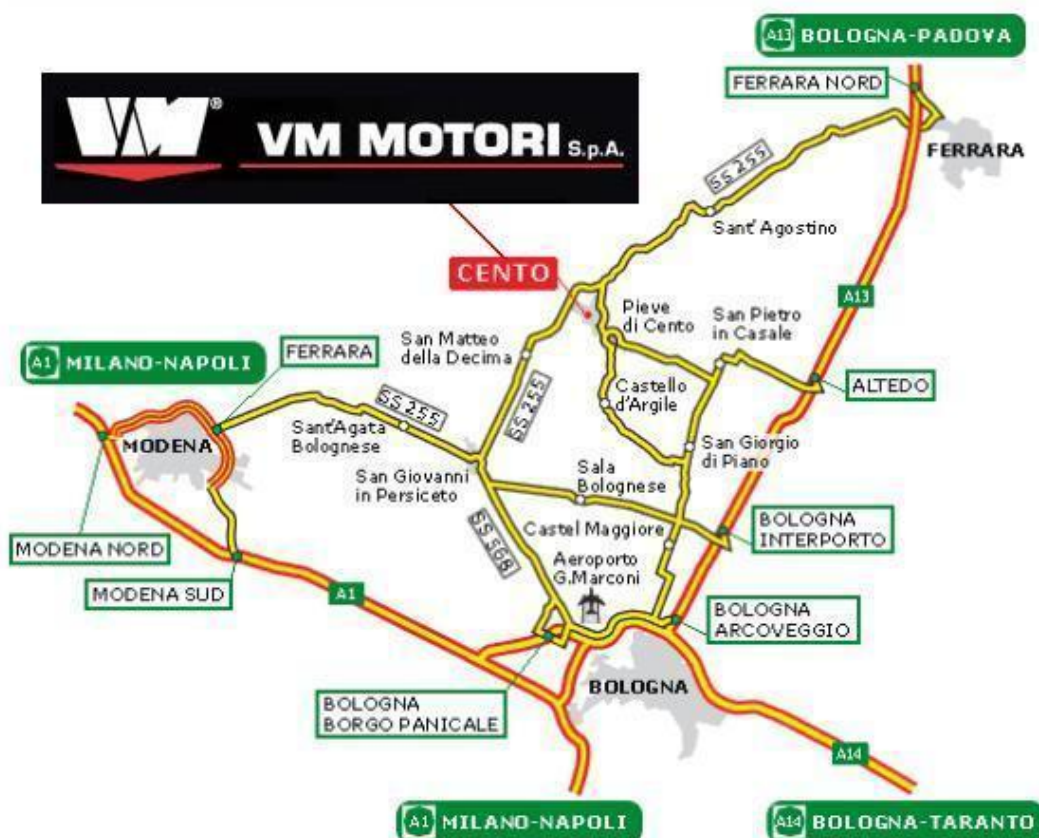 A13 BOLOGNA-PADOVA
FERRARA NORD
VM® VM MOTORI S.p.A.
FERRARA
SS 255
Sant' Agostino
CENTO
A13
Pieve
di Cento
San Pietro
in Casale
San Matteo
della Decima
A1 MILANO-NAPOLI
FERRARA
ALTEDO
SS 255
SS 255
Castello
d'Argile
MODENA
Sant'Agata
Bolognese
San Giorgio
di Piano
San Giovanni
in Persiceto
Sala
Bolognese
MODENA NORD
SS 568
Castel Maggiore
BOLOGNA
INTERPORTO
Aeroporto
G.Marconi
MODENA SUD
A1
BOLOGNA
ARCOVEGGIO
BOLOGNA
BOLOGNA
BORGO PANICALE
A14
A1 MILANO-NAPOLI
A14 BOLOGNA-TARANTO